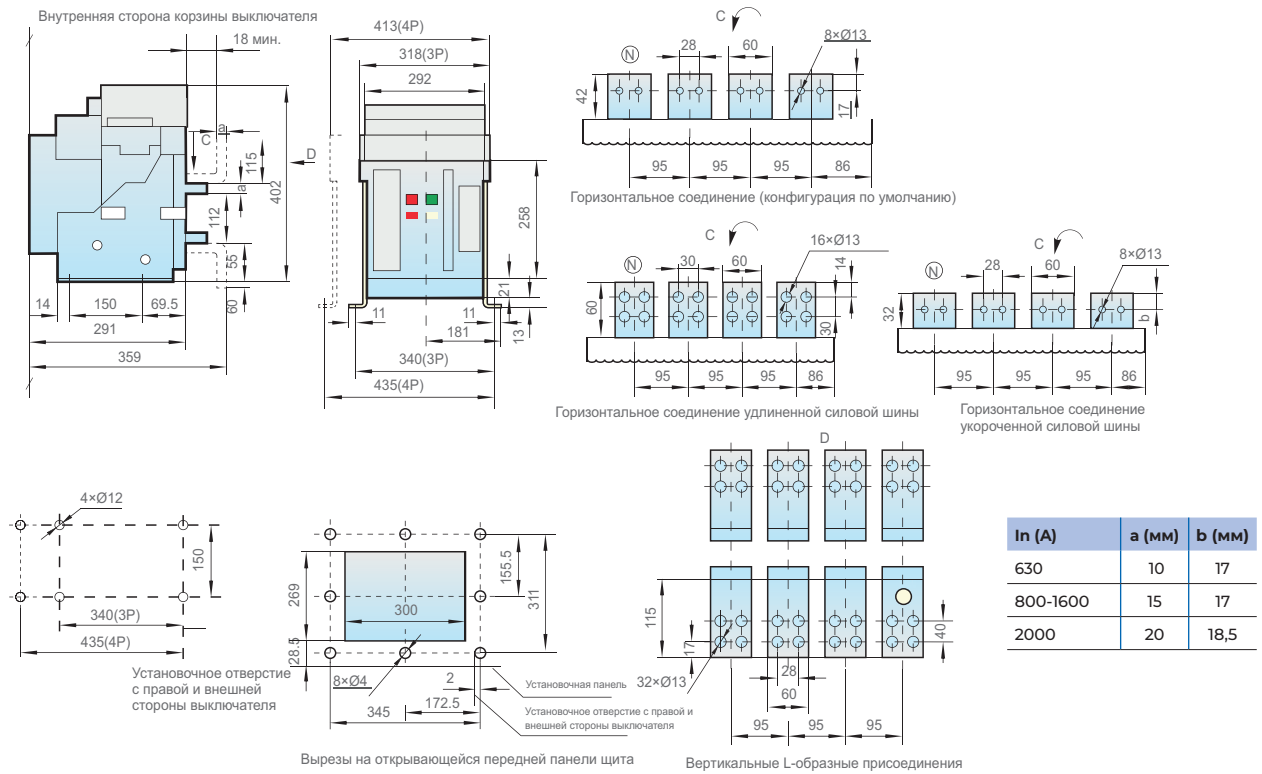 Внутренняя сторона корзины выключателя
18 мин.
C
a
115
D
402
a
112
55
60
14
150
69.5
291
359
413(4P)
318(3P)
292
258
21
11
11
13
181
340(3P)
435(4P)
C
N
28
60
8×Ø13
42
17
95
95
95
86
Горизонтальное соединение (конфигурация по умолчанию)
C
16×Ø13
N
30
60
14
60
30
95
95
95
86
Горизонтальное соединение удлиненной силовой шины
C
8×Ø13
N
28
60
32
b
95
95
95
86
Горизонтальное соединение
укороченной силовой шины
4×Ø12
150
340(3P)
435(4P)
Установочное отверстие
с правой и внешней
стороны выключателя
269
300
155.5
311
28.5
8×Ø4
2
172.5
345
Установочная панель
Установочное отверстие с правой и
внешней стороны выключателя
Вырезы на открывающейся передней панели щита
D
115
17
40
32×Ø13
28
60
95
95
95
Вертикальные L-образные присоединения
In (A) a (мм) b (мм)
630 10 17
800-1600 15 17
2000 20 18,5